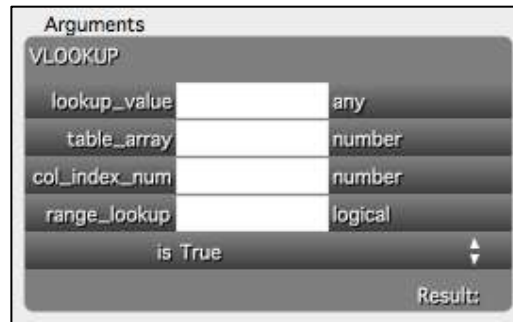 Arguments
VLOOKUP
lookup_value any
table_array number
col_index_num number
range_lookup logical
is True
Result: